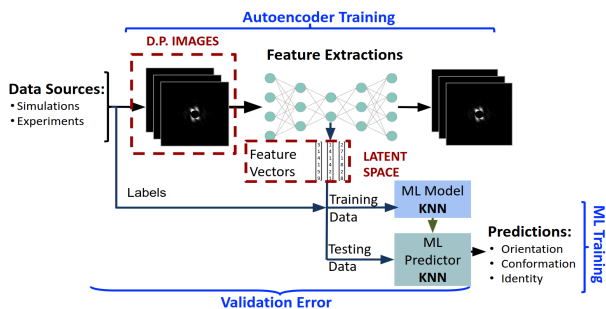 Autoencoder Training
D.P. IMAGES
Feature Extractions
Data Sources:
• Simulations
• Experiments
Feature
Vectors
LATENT
SPACE
Labels
Training
Data
ML Model
KNN
Testing
Data
ML
Predictor
KNN
Predictions:
• Orientation
• Conformation
• Identity
ML Training
Validation Error